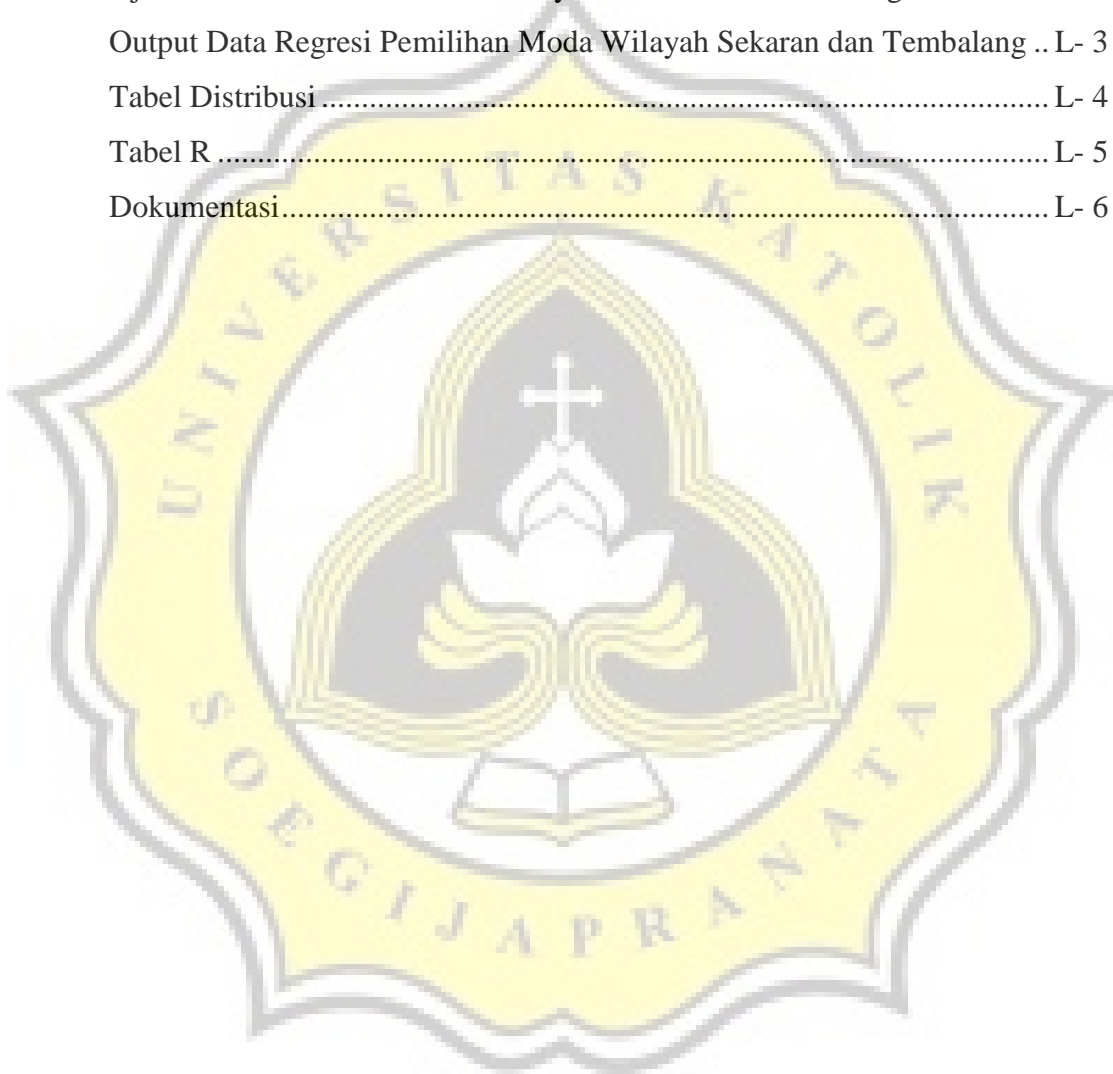 Output Data Regresi Pemilihan Moda Wilayah Sekaran dan Tembalang .. L- 3
Tabel Distribusi ........................................................................................ L- 4
Tabel R ..................................................................................................... L- 5
Dokumentasi ............................................................................................. L- 6
UNIVERSITAS KATOLIK
SOEGIJAPRANATA